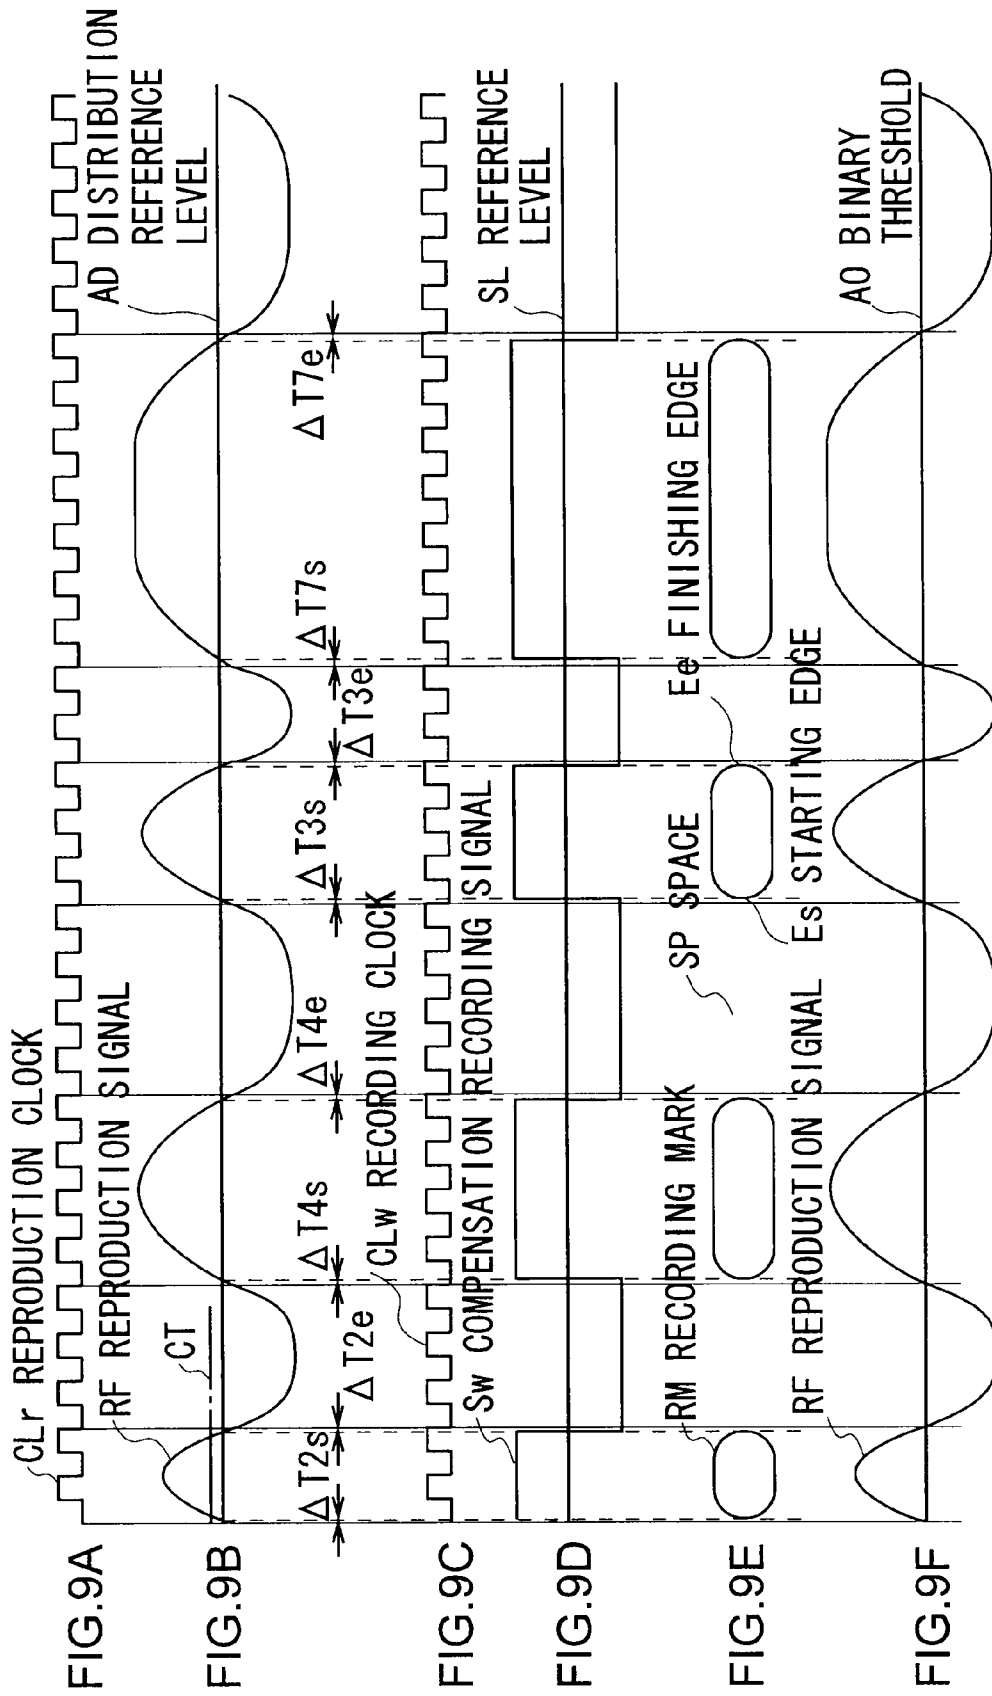 FIG.9A
CLr REPRODUCTION CLOCK
FIG.9B
RF REPRODUCTION SIGNAL
CT
AD DISTRIBUTION
REFERENCE
LEVEL
ΔT2s
ΔT2e
ΔT4s
ΔT4e
ΔT3s
ΔT3e
ΔT7s
ΔT7e
FIG.9C
CLw RECORDING CLOCK
FIG.9D
Sw COMPENSATION RECORDING SIGNAL
SL REFERENCE
LEVEL
FIG.9E
RM RECORDING MARK
SP SPACE
Ee FINISHING EDGE
Es STARTING EDGE
FIG.9F
RF REPRODUCTION SIGNAL
AO BINARY
THRESHOLD